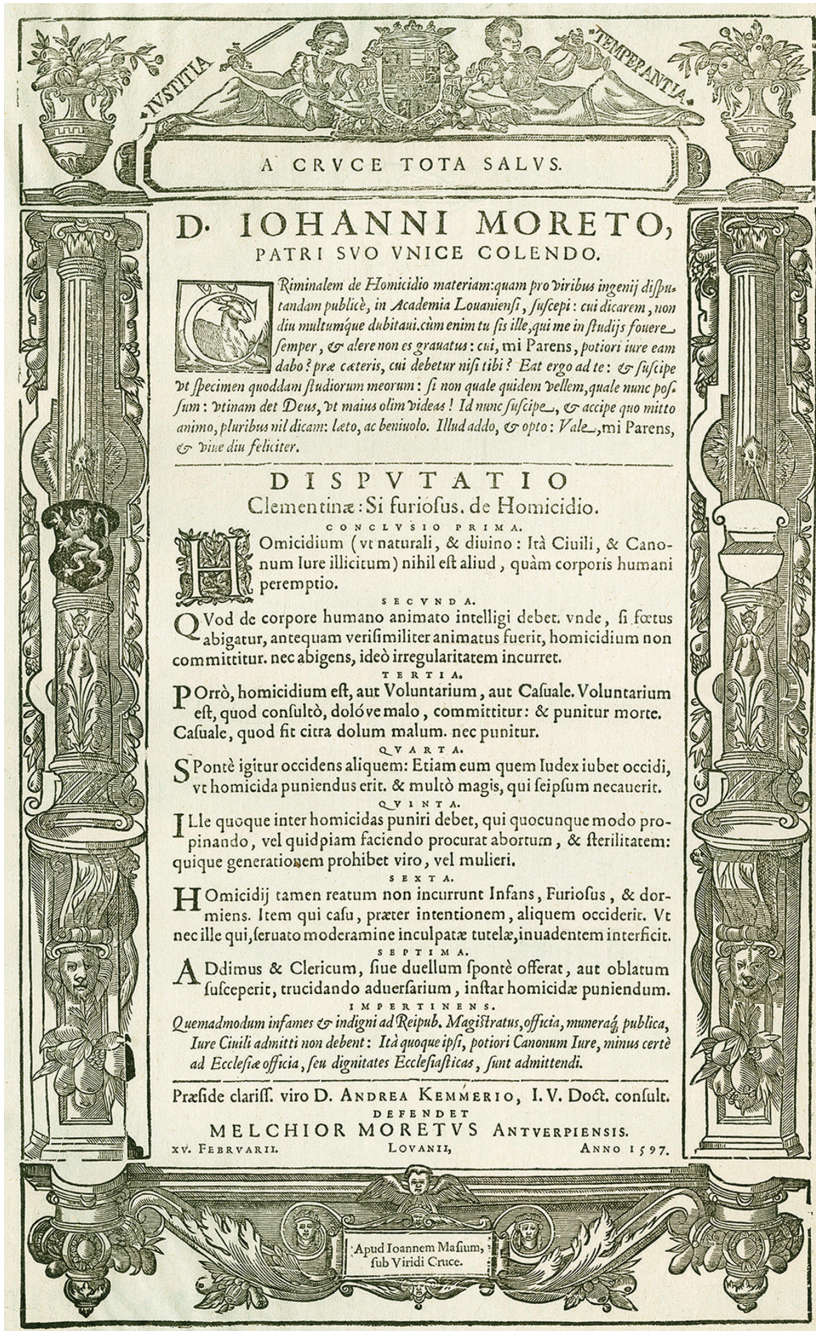 IVSTITIA
TEMPERANTIA
A CRVCE TOTA SALVS.
D. IOHANNI MORETO,
PATRI SVO VNICE COLENDO.
CRiminalem de Homicidio materiam: quam pro viribus ingenij dispu-
tandam publicè, in Academia Louaniensi, suscepi: cui dicarem, non
diu multumq́ue dubitaui. cùm enim tu sis ille, qui me in studijs fouere
semper, & alere non es grauatus: cui, mi Parens, potiori iure eam
dabo? præ cæteris, cui debetur nisi tibi? Eat ergo ad te: & suscipe
vt specimen quoddam studiorum meorum: si non quale quidem vellem, quale nunc pos-
sum: vtinam det Deus, vt maius olim videas! Id nunc suscipe, & accipe quo mitto
animo, pluribus nil dicam: læto, ac beniuolo. Illud addo, & opto: Vale, mi Parens,
& viue diu feliciter.
DISPVTATIO
Clementinæ: Si furiosus. de Homicidio.
CONCLVSIO PRIMA.
HOmicidium (vt naturali, & diuino: Ità Ciuili, & Cano-
num Iure illicitum) nihil est aliud, quàm corporis humani
peremptio.
SECVNDA.
QVod de corpore humano animato intelligi debet. vnde, si fœtus
abigatur, antequam verisimiliter animatus fuerit, homicidium non
committitur. nec abigens, ideò irregularitatem incurret.
TERTIA.
POrrò, homicidium est, aut Voluntarium, aut Casuale. Voluntarium
est, quod consultò, dolóve malo, committitur: & punitur morte.
Casuale, quod fit citra dolum malum. nec punitur.
QVARTA.
SPontè igitur occidens aliquem: Etiam eum quem Iudex iubet occidi,
vt homicida puniendus erit. & multò magis, qui seipsum necauerit.
QVINTA.
ILle quoque inter homicidas puniri debet, qui quocunque modo pro-
pinando, vel quidpiam faciendo procurat abortum, & sterilitatem:
quique generationem prohibet viro, vel mulieri.
SEXTA.
HOmicidij tamen reatum non incurrunt Infans, Furiosus, & dor-
miens. Item qui casu, præter intentionem, aliquem occiderit. Vt
nec ille qui, seruato moderamine inculpatæ tutelæ, inuadentem interficit.
SEPTIMA.
ADdimus & Clericum, siue duellum spontè offerat, aut oblatum
susceperit, trucidando aduersarium, instar homicidæ puniendum.
IMPERTINENS.
Quemadmodum infames & indigni ad Reipub. Magistratus, officia, muneraq́; publica,
Iure Ciuili admitti non debent: Ità quoque ipsi, potiori Canonum Iure, minus certè
ad Ecclesiæ officia, seu dignitates Ecclesiasticas, sunt admittendi.
Præside clariss. viro D. ANDREA KEMMERIO, I.V. Doct. consult.
DEFENDET
MELCHIOR MORETVS ANTVERPIENSIS.
XV. FEBRVARII. LOVANII, ANNO 1597.
Apud Ioannem Masium,
sub Viridi Cruce.